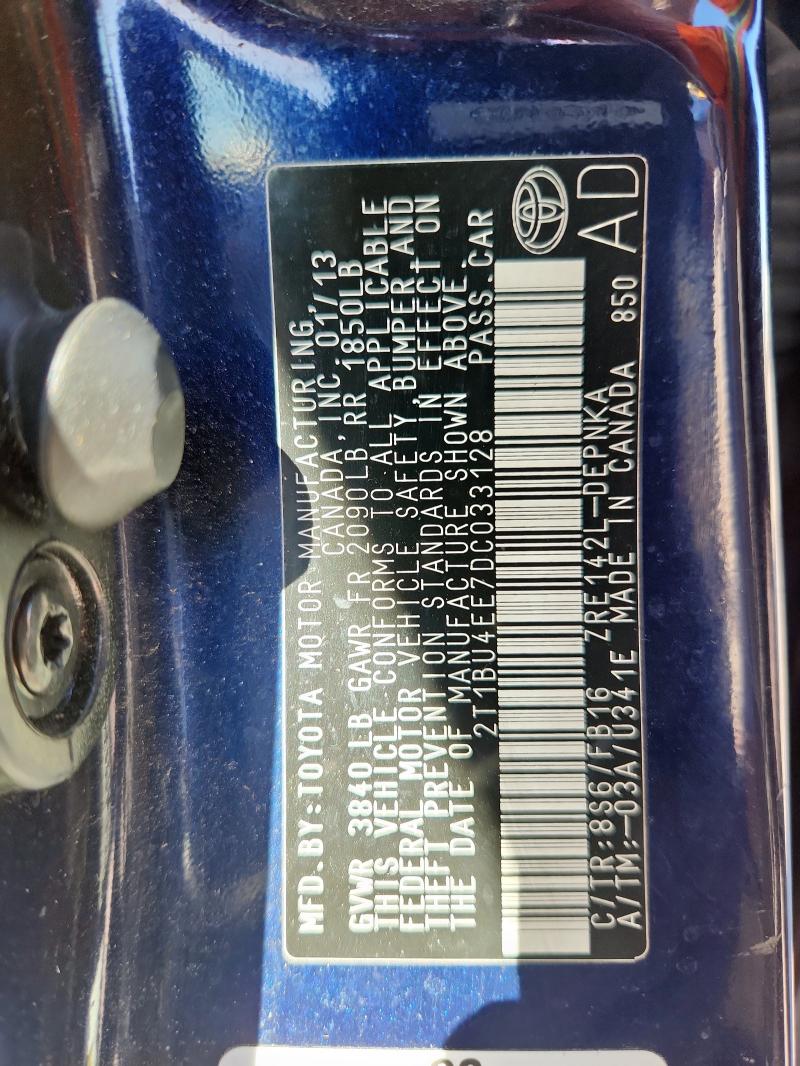 MFD.BY:TOYOTA MOTOR MANUFACTURING,
CANADA, INC. 01/13
GVWR 3840 LB GAWR FR 2090LB, RR 1850LB
THIS VEHICLE CONFORMS TO ALL APPLICABLE
FEDERAL MOTOR VEHICLE SAFETY, BUMPER AND
THEFT PREVENTION STANDARDS IN EFFECT ON
THE DATE OF MANUFACTURE SHOWN ABOVE.
2T1BU4EE7DC033128 PASS.CAR
C/TR:8S6/FB16 ZRE142L-DEPNKA
A/TM:-03A/U341E MADE IN CANADA 850
AD